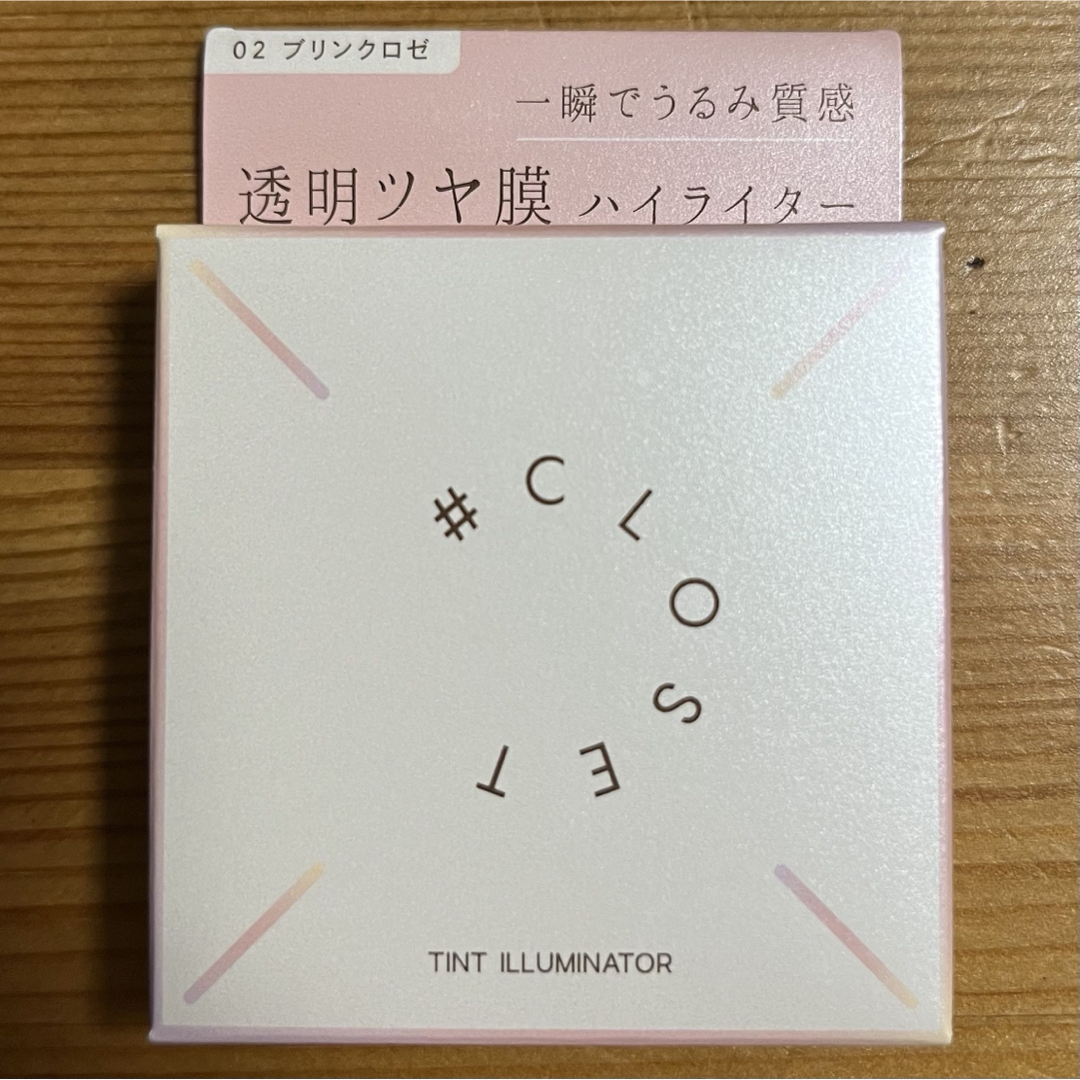 02 ブリンクロゼ
一瞬でうるみ質感
透明ツヤ膜 ハイライター
#CLOSET
TINT ILLUMINATOR